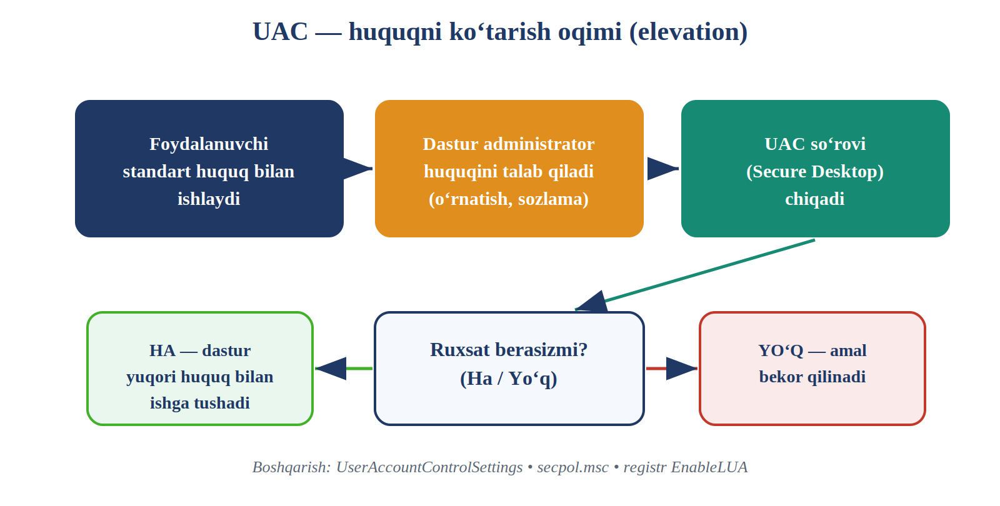 UAC — huquqni ko‘tarish oqimi (elevation)
Foydalanuvchi
standart huquq bilan
ishlaydi
Dastur administrator
huquqini talab qiladi
(o‘rnatish, sozlama)
UAC so‘rovi
(Secure Desktop)
chiqadi
HA — dastur
yuqori huquq bilan
ishga tushadi
Ruxsat berasizmi?
(Ha / Yo‘q)
YO‘Q — amal
bekor qilinadi
Boshqarish: UserAccountControlSettings • secpol.msc • registr EnableLUA